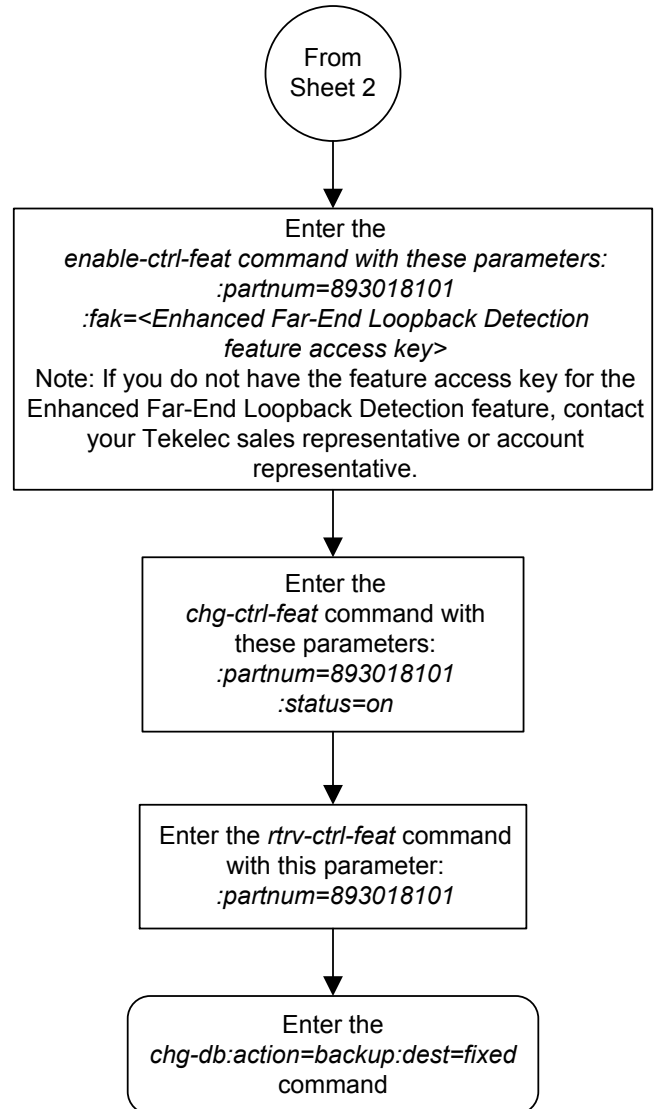 From
Sheet 2
Enter the
enable-ctrl-feat command with these parameters:
:partnum=893018101
:fak=<Enhanced Far-End Loopback Detection
feature access key>
Note: If you do not have the feature access key for the
Enhanced Far-End Loopback Detection feature, contact
your Tekelec sales representative or account
representative.
Enter the
chg-ctrl-feat command with
these parameters:
:partnum=893018101
:status=on
Enter the rtrv-ctrl-feat command
with this parameter:
:partnum=893018101
Enter the
chg-db:action=backup:dest=fixed
command